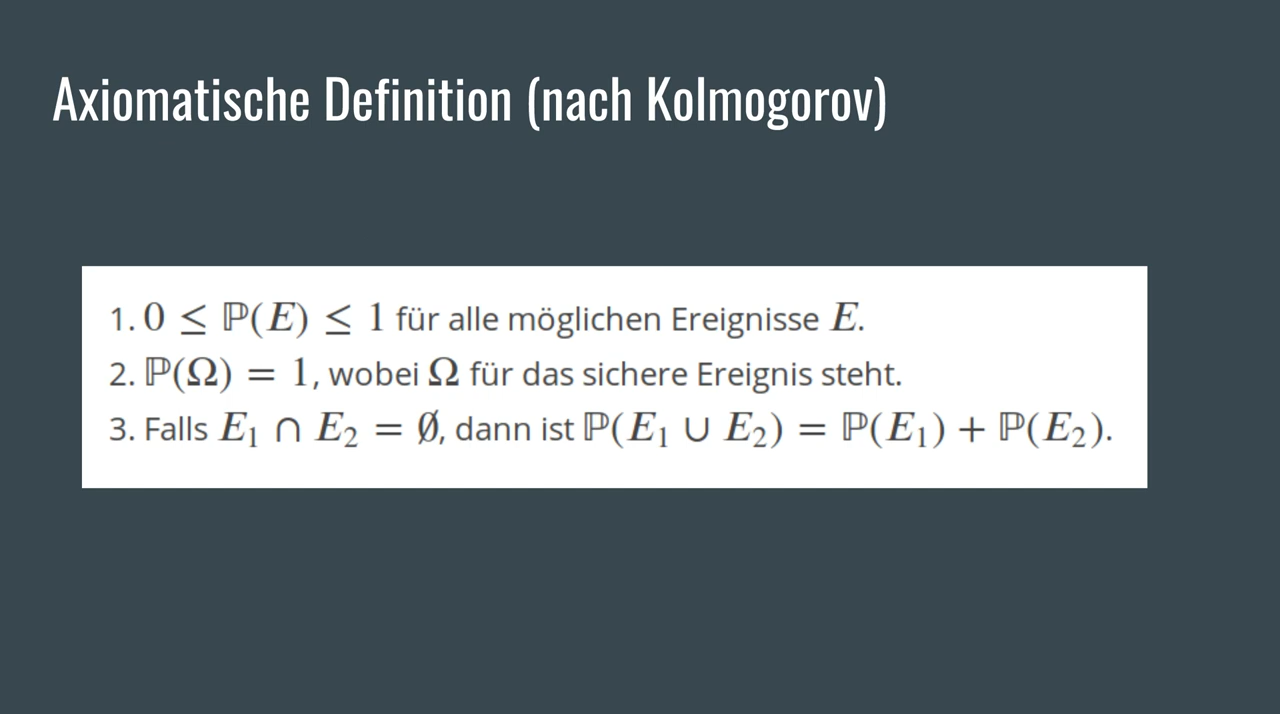 Axiomatische Definition (nach Kolmogorov)
1. 0 ≤ ℙ(E) ≤ 1 für alle möglichen Ereignisse E.
2. ℙ(Ω) = 1, wobei Ω für das sichere Ereignis steht.
3. Falls E₁ ∩ E₂ = ∅, dann ist ℙ(E₁ ∪ E₂) = ℙ(E₁) + ℙ(E₂).